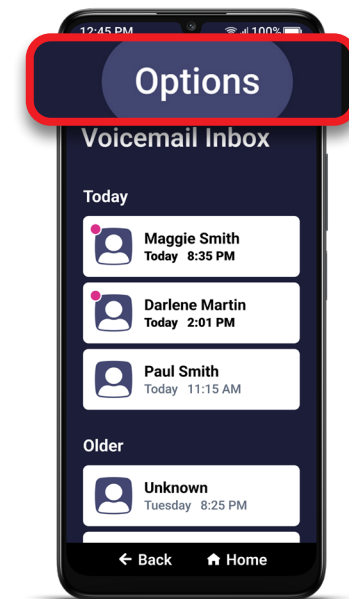 12:45 PM 100%
Options
Voicemail Inbox
Today
Maggie Smith
Today 8:35 PM
Darlene Martin
Today 2:01 PM
Paul Smith
Today 11:15 AM
Older
Unknown
Tuesday 8:25 PM
Back Home